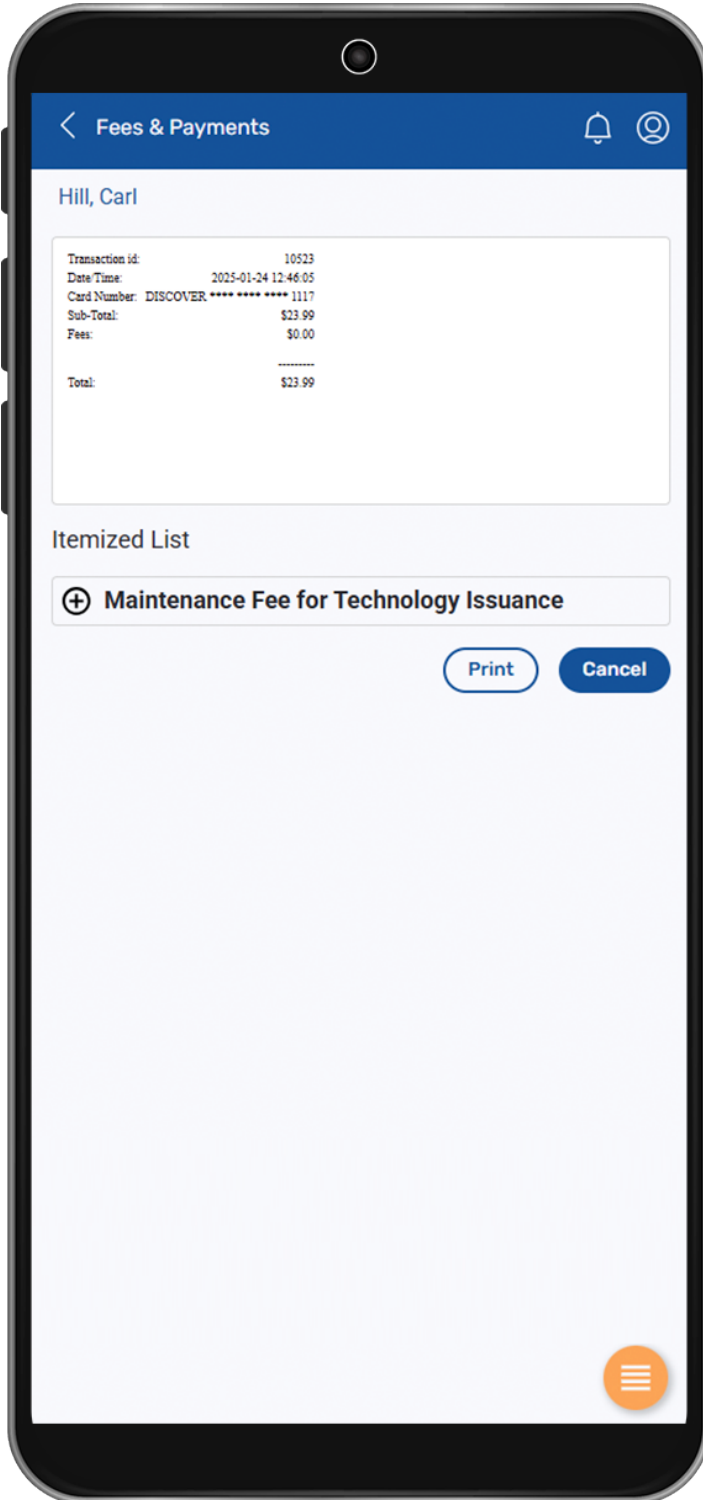 Fees & Payments
Hill, Carl
Transaction id: 10523
Date/Time: 2025-01-24 12:46:05
Card Number: DISCOVER **** **** **** 1117
Sub-Total: $23.99
Fees: $0.00
---------
Total: $23.99
Itemized List
Maintenance Fee for Technology Issuance
Print Cancel